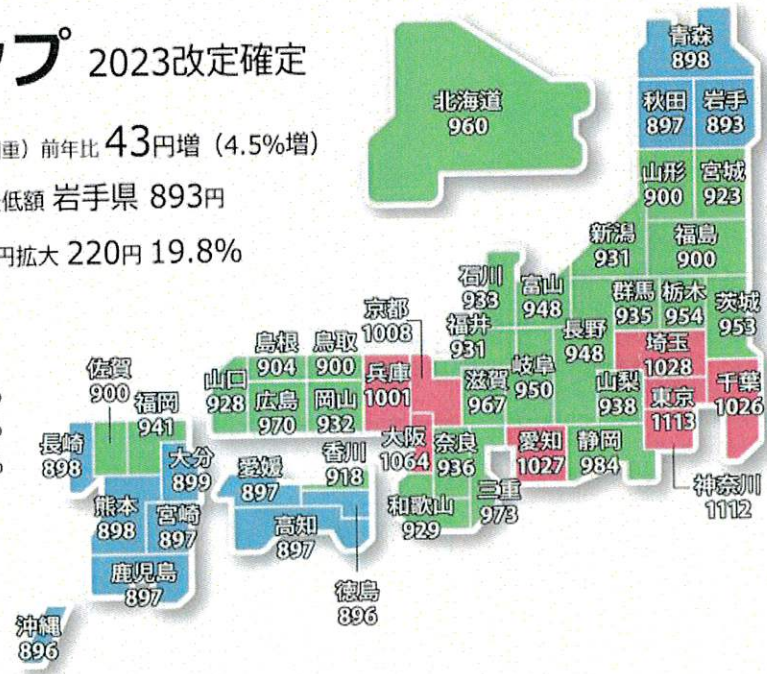 ップ 2023改定確定
重）前年比 43円増（4.5%増）
低額 岩手県 893円
円拡大 220円 19.8%
北海道
960
青森
898
秋田
897
岩手
893
山形
900
宮城
923
新潟
931
福島
900
石川
933
富山
948
群馬
935
栃木
954
茨城
953
京都
1008
福井
931
長野
948
埼玉
1028
島根
904
鳥取
900
兵庫
1001
滋賀
967
岐阜
950
山梨
938
東京
1113
千葉
1026
佐賀
900
福岡
941
山口
928
広島
970
岡山
932
大阪
1064
奈良
936
愛知
1027
静岡
984
長崎
898
大分
899
愛媛
897
香川
918
和歌山
929
三重
973
神奈川
1112
熊本
898
宮崎
897
高知
897
鹿児島
897
徳島
896
沖縄
896